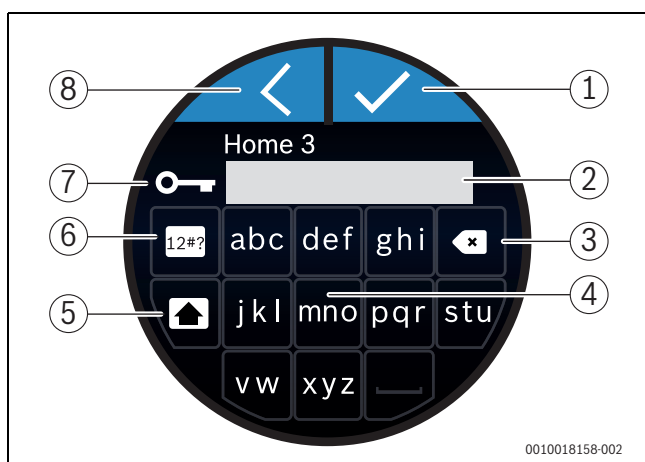 8 1
Home 3
7 2
6 12#? abc def ghi 3
5 jkl mno pqr stu 4
vw xyz
0010018158-002